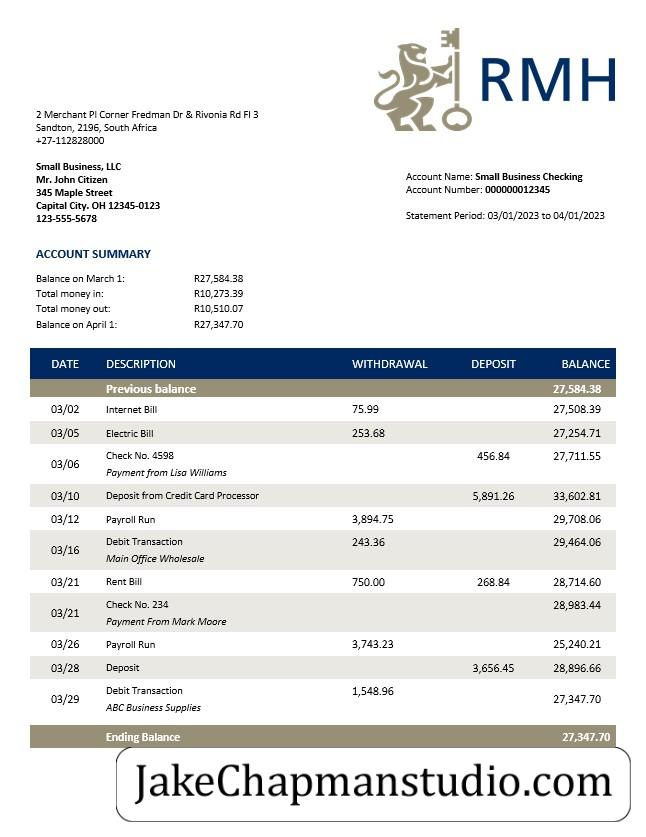 RMH
2 Merchant Pl Corner Fredman Dr & Rivonia Rd Fl 3
Sandton, 2196, South Africa
+27-112828000
Small Business, LLC
Mr. John Citizen
345 Maple Street
Capital City. OH 12345-0123
123-555-5678
Account Name: Small Business Checking
Account Number: 000000012345
Statement Period: 03/01/2023 to 04/01/2023
ACCOUNT SUMMARY
Balance on March 1: R27,584.38
Total money in: R10,273.39
Total money out: R10,510.07
Balance on April 1: R27,347.70
DATE DESCRIPTION WITHDRAWAL DEPOSIT BALANCE
Previous balance 27,584.38
03/02 Internet Bill 75.99 27,508.39
03/05 Electric Bill 253.68 27,254.71
03/06 Check No. 4598 456.84 27,711.55
Payment from Lisa Williams
03/10 Deposit from Credit Card Processor 5,891.26 33,602.81
03/12 Payroll Run 3,894.75 29,708.06
03/16 Debit Transaction 243.36 29,464.06
Main Office Wholesale
03/21 Rent Bill 750.00 268.84 28,714.60
03/21 Check No. 234 28,983.44
Payment From Mark Moore
03/26 Payroll Run 3,743.23 25,240.21
03/28 Deposit 3,656.45 28,896.66
03/29 Debit Transaction 1,548.96 27,347.70
ABC Business Supplies
Ending Balance 27,347.70
JakeChapmanstudio.com